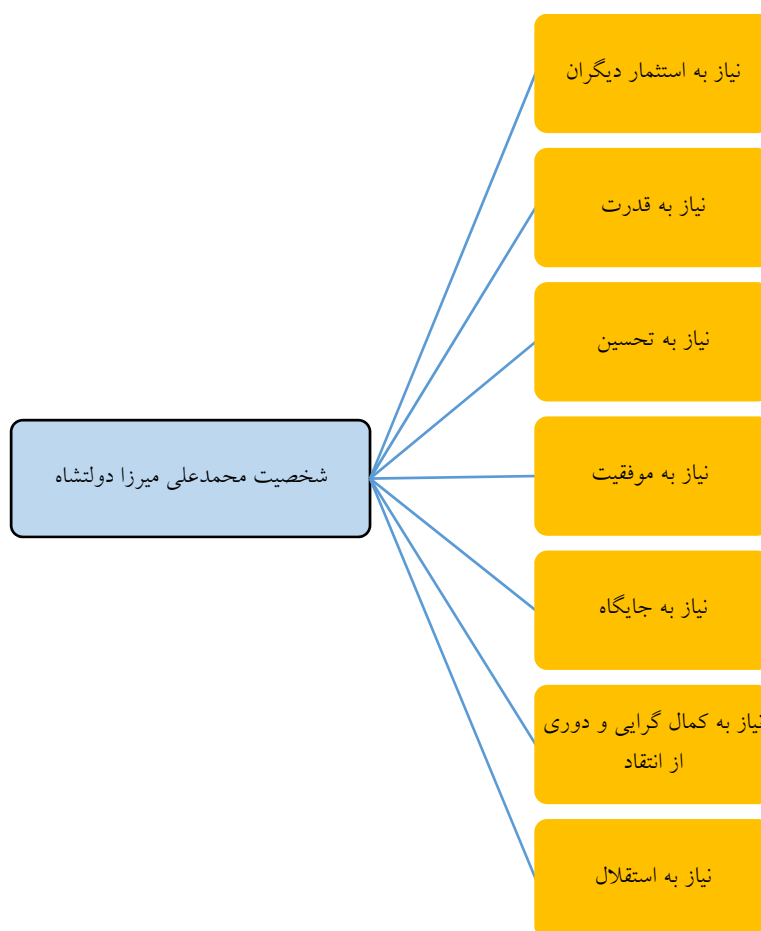 نیاز به استثمار دیگران
نیاز به قدرت
نیاز به تحسین
نیاز به موفقیت
شخصیت محمدعلی میرزا دولتشاه
نیاز به جایگاه
نیاز به کمال گرایی و دوری
از انتقاد
نیاز به استقلال